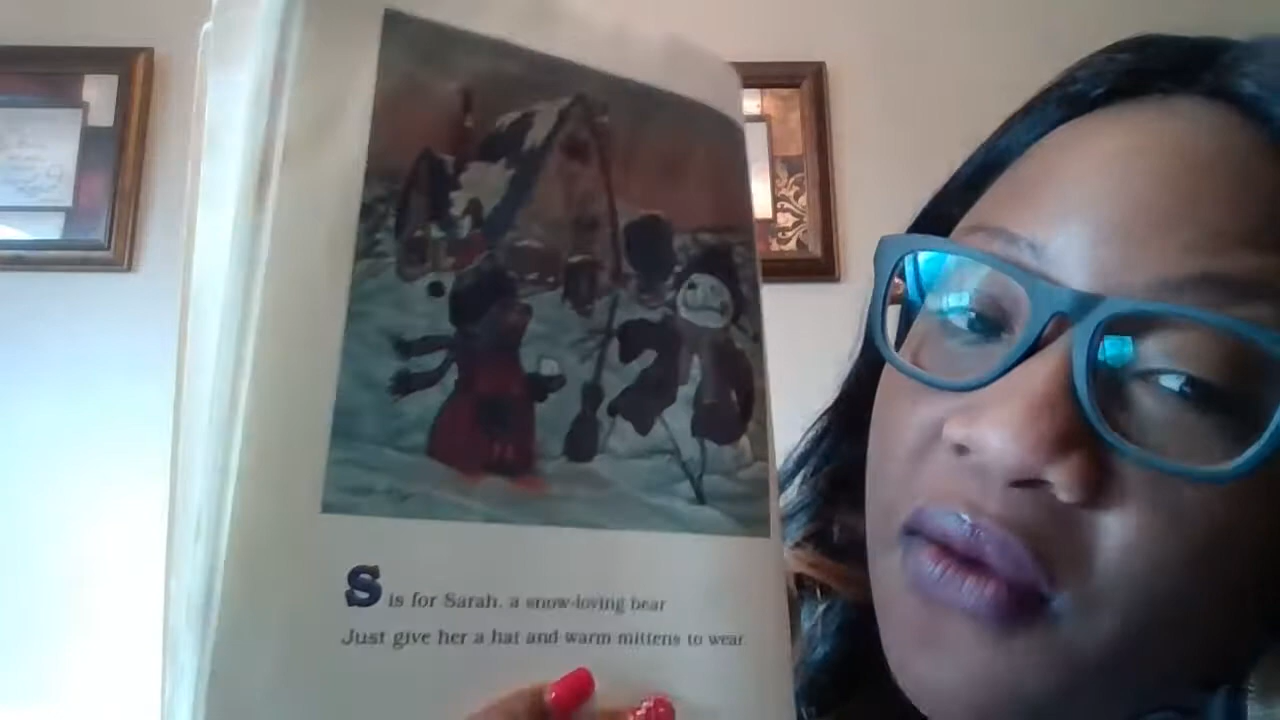 S is for Sarah, a snow-loving bear
Just give her a hat and warm mittens to wear